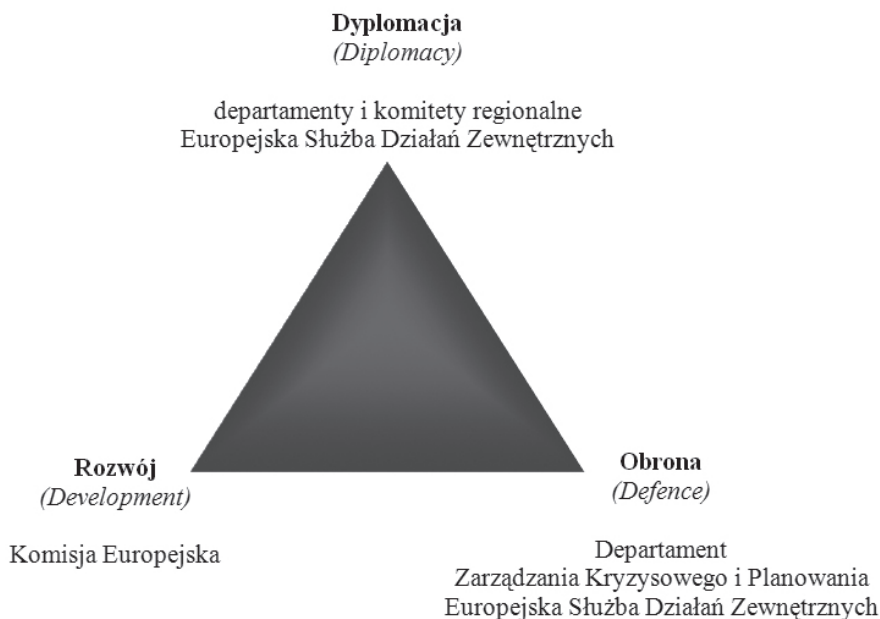 Dyplomacja
(Diplomacy)
departamenty i komitety regionalne
Europejska Służba Działań Zewnętrznych
Rozwój
(Development)
Komisja Europejska
Obrona
(Defence)
Departament
Zarządzania Kryzysowego i Planowania
Europejska Służba Działań Zewnętrznych